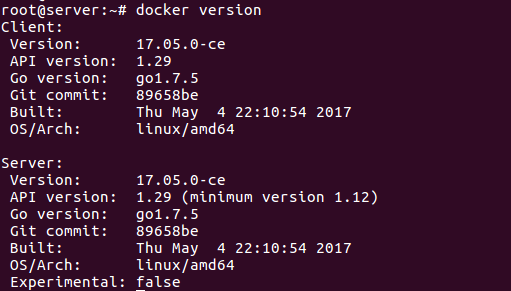 root@server:~# docker version
Client:
 Version:      17.05.0-ce
 API version:  1.29
 Go version:   go1.7.5
 Git commit:   89658be
 Built:        Thu May  4 22:10:54 2017
 OS/Arch:      linux/amd64

Server:
 Version:      17.05.0-ce
 API version:  1.29 (minimum version 1.12)
 Go version:   go1.7.5
 Git commit:   89658be
 Built:        Thu May  4 22:10:54 2017
 OS/Arch:      linux/amd64
 Experimental: false